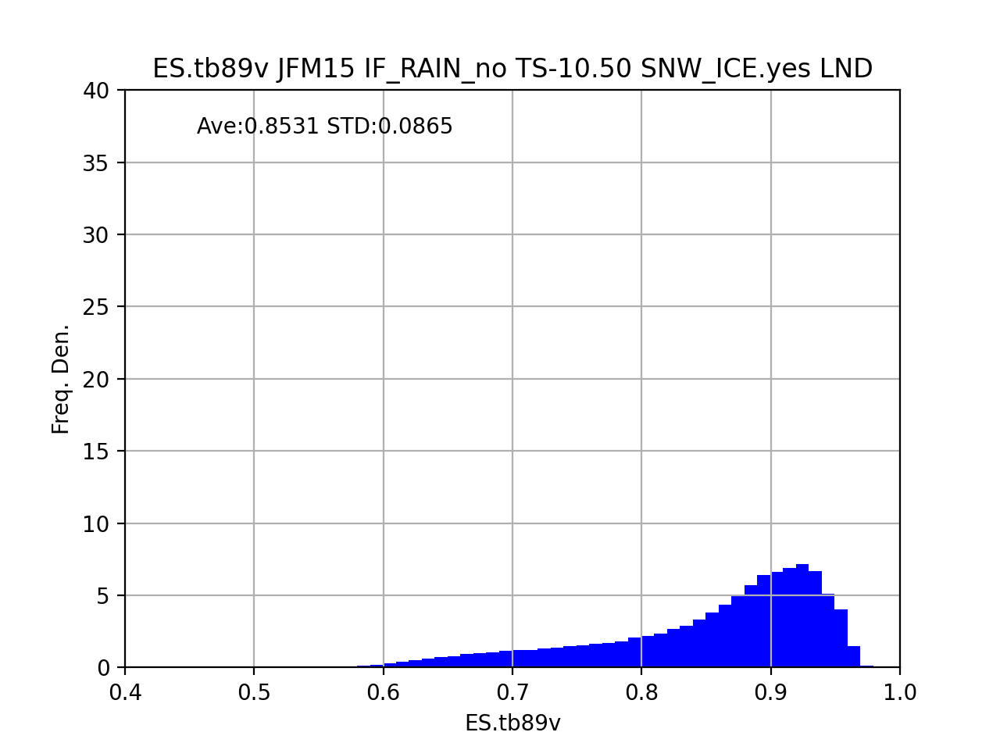 ES.tb89v JFM15 IF_RAIN_no TS-10.50 SNW_ICE.yes LND
Ave:0.8531 STD:0.0865
40
35
30
25
20
15
10
5
0
Freq. Den.
0.4 0.5 0.6 0.7 0.8 0.9 1.0
ES.tb89v